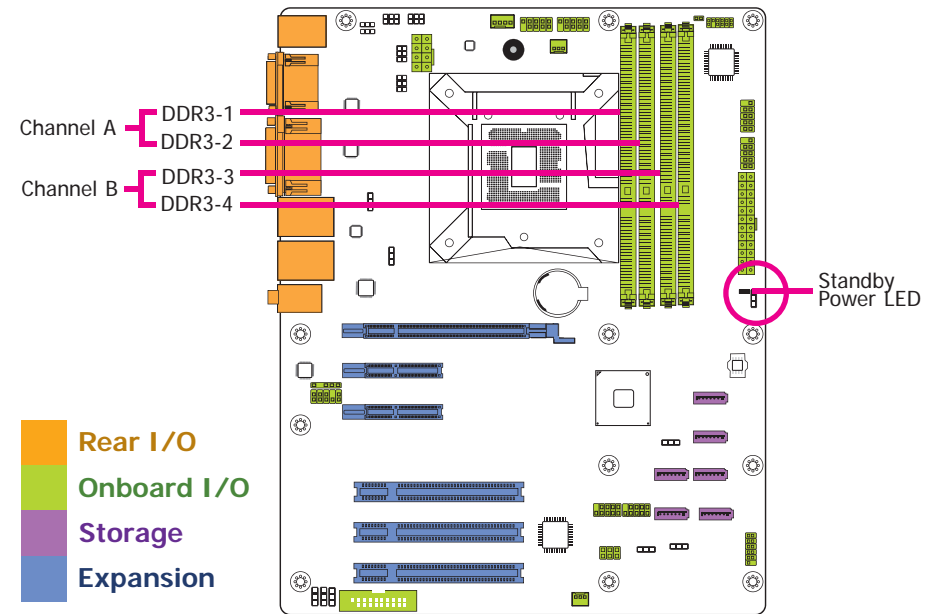 Channel A
DDR3-1
DDR3-2
Channel B
DDR3-3
DDR3-4
Standby
Power LED
Rear I/O
Onboard I/O
Storage
Expansion